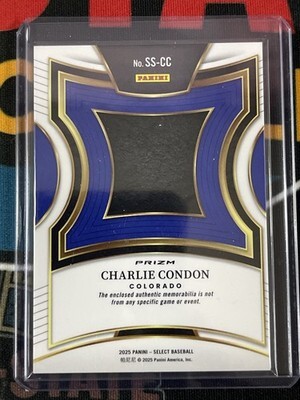 No. SS-CC
PANINI
PRIZM
CHARLIE CONDON
COLORADO
The enclosed authentic memorabilia is not
from any specific game or event.
2025 PANINI – SELECT BASEBALL
© 2025 Panini America, Inc.